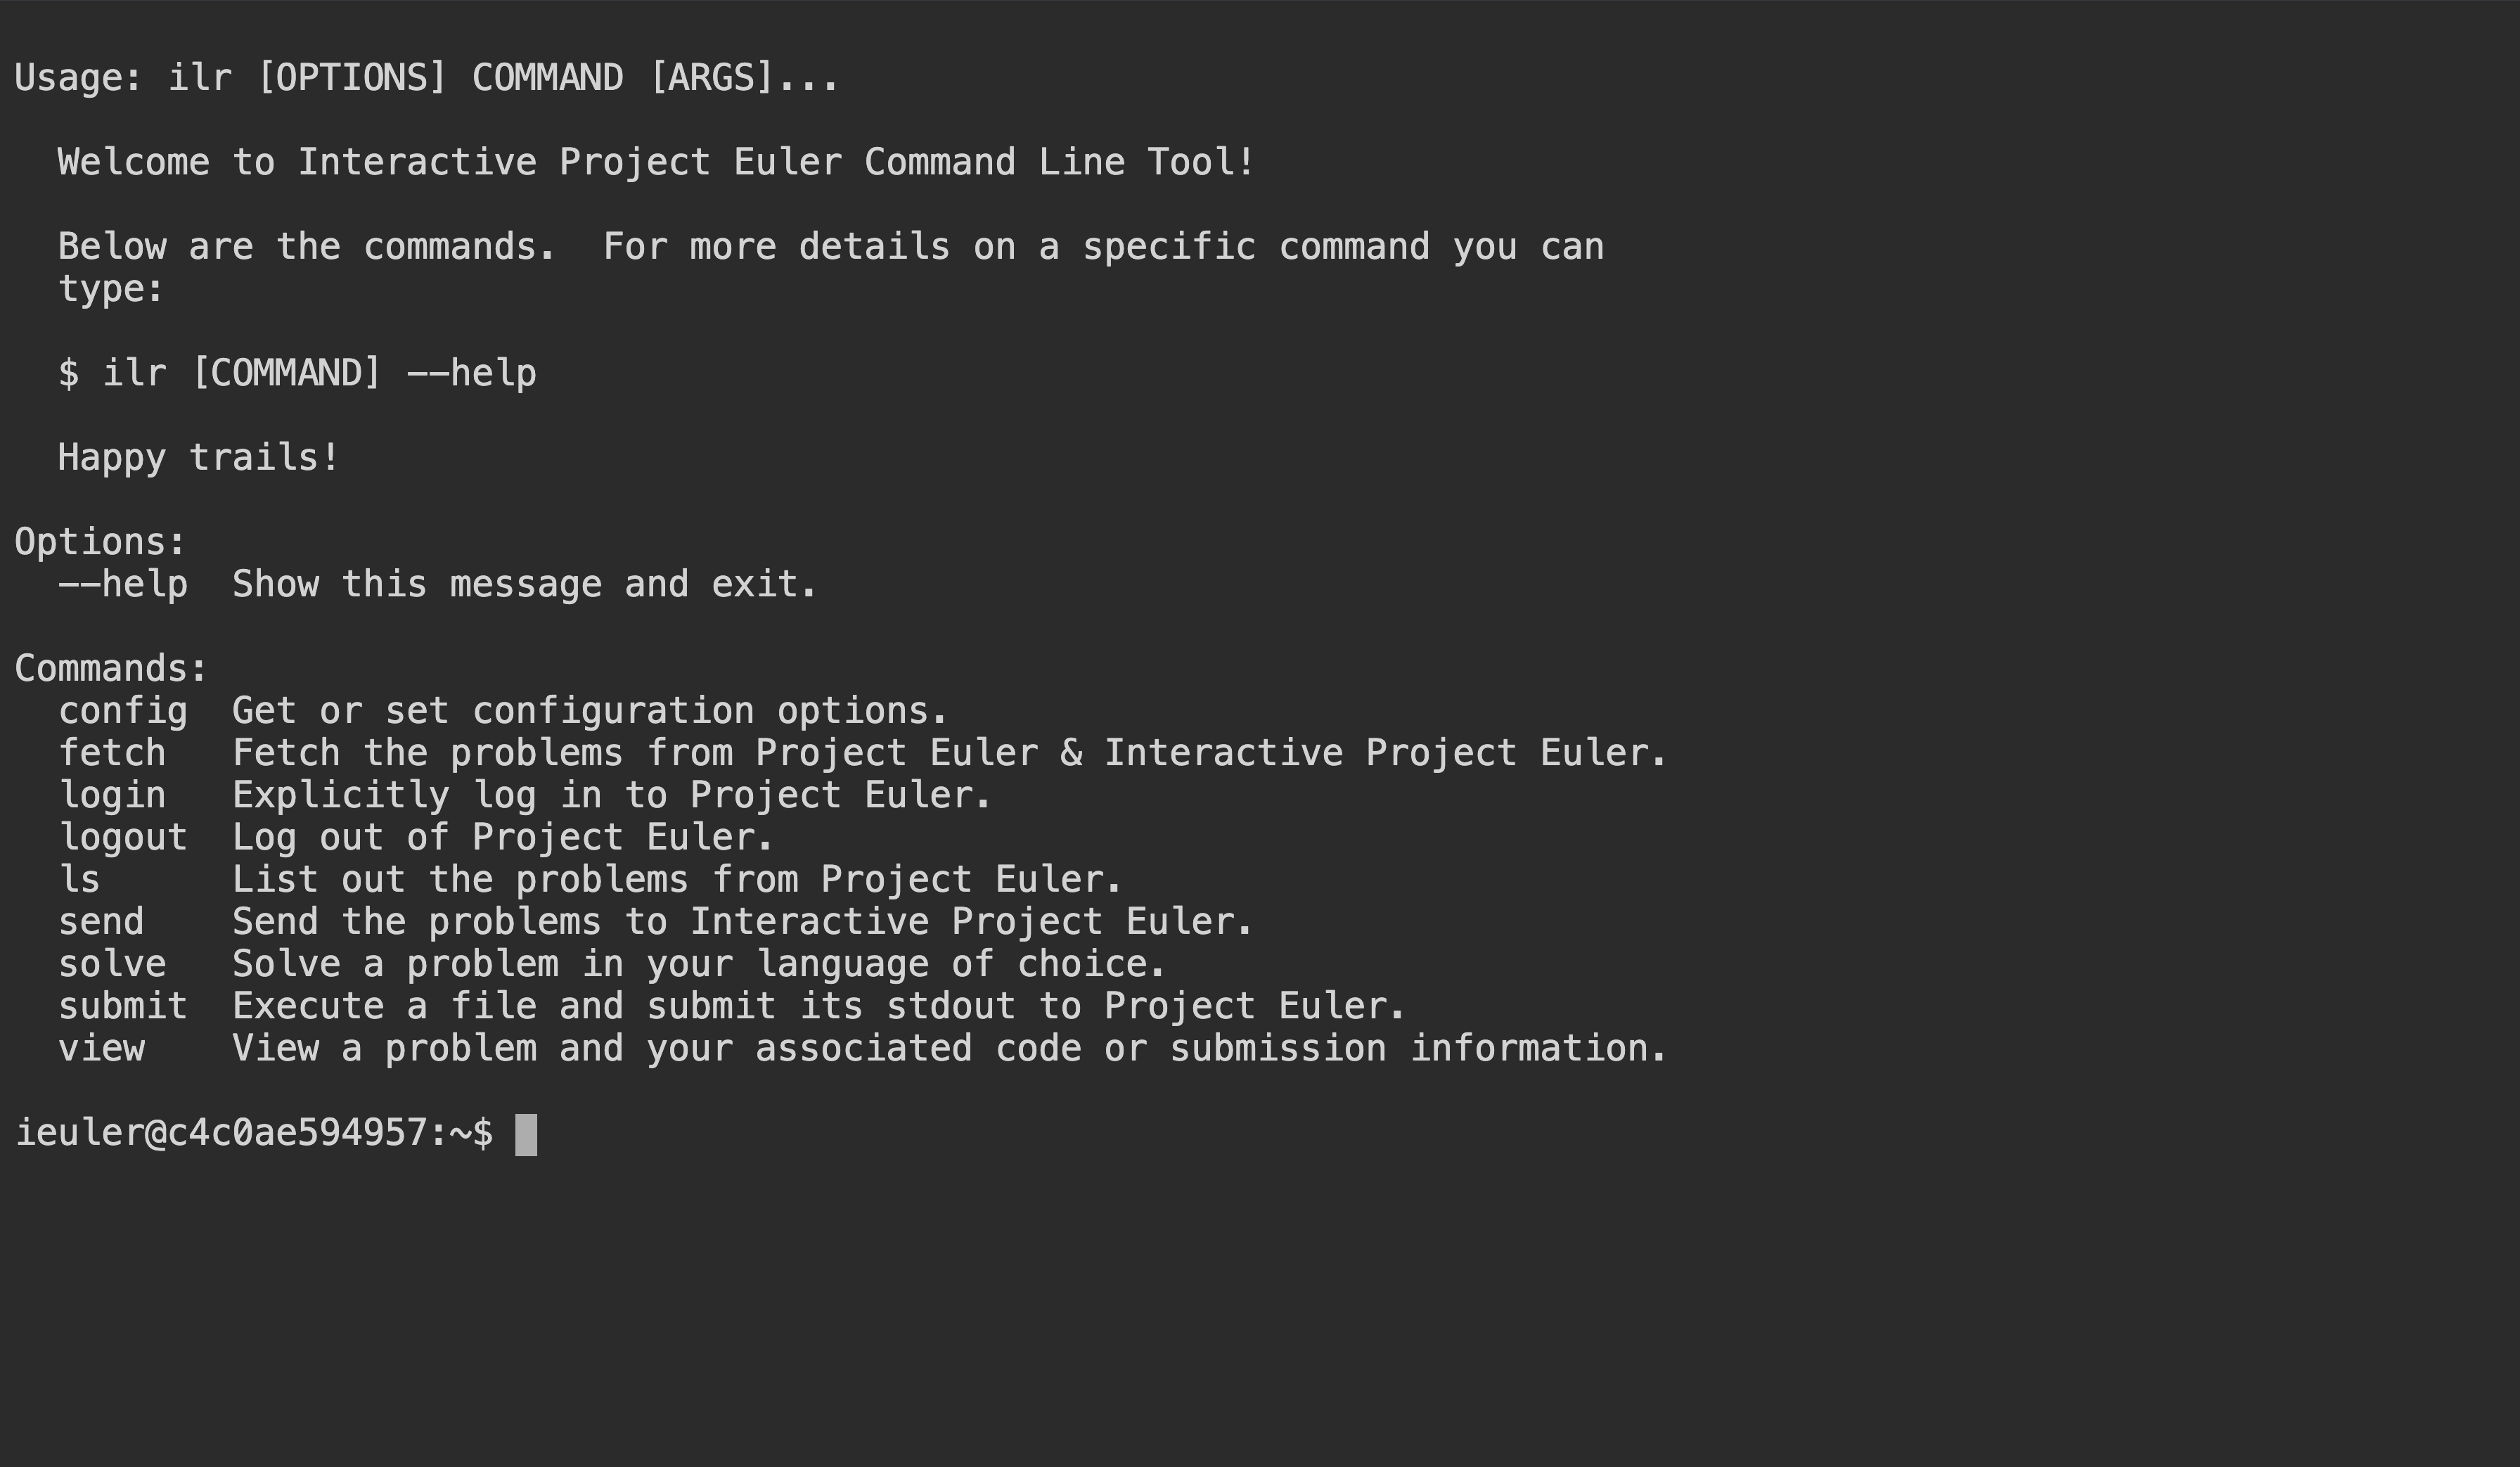 Usage: ilr [OPTIONS] COMMAND [ARGS]...
Welcome to Interactive Project Euler Command Line Tool!
Below are the commands.  For more details on a specific command you can
type:
$ ilr [COMMAND] --help
Happy trails!
Options:
--help  Show this message and exit.
Commands:
config  Get or set configuration options.
fetch   Fetch the problems from Project Euler & Interactive Project Euler.
login   Explicitly log in to Project Euler.
logout  Log out of Project Euler.
ls      List out the problems from Project Euler.
send    Send the problems to Interactive Project Euler.
solve   Solve a problem in your language of choice.
submit  Execute a file and submit its stdout to Project Euler.
view    View a problem and your associated code or submission information.
ieuler@c4c0ae594957:~$